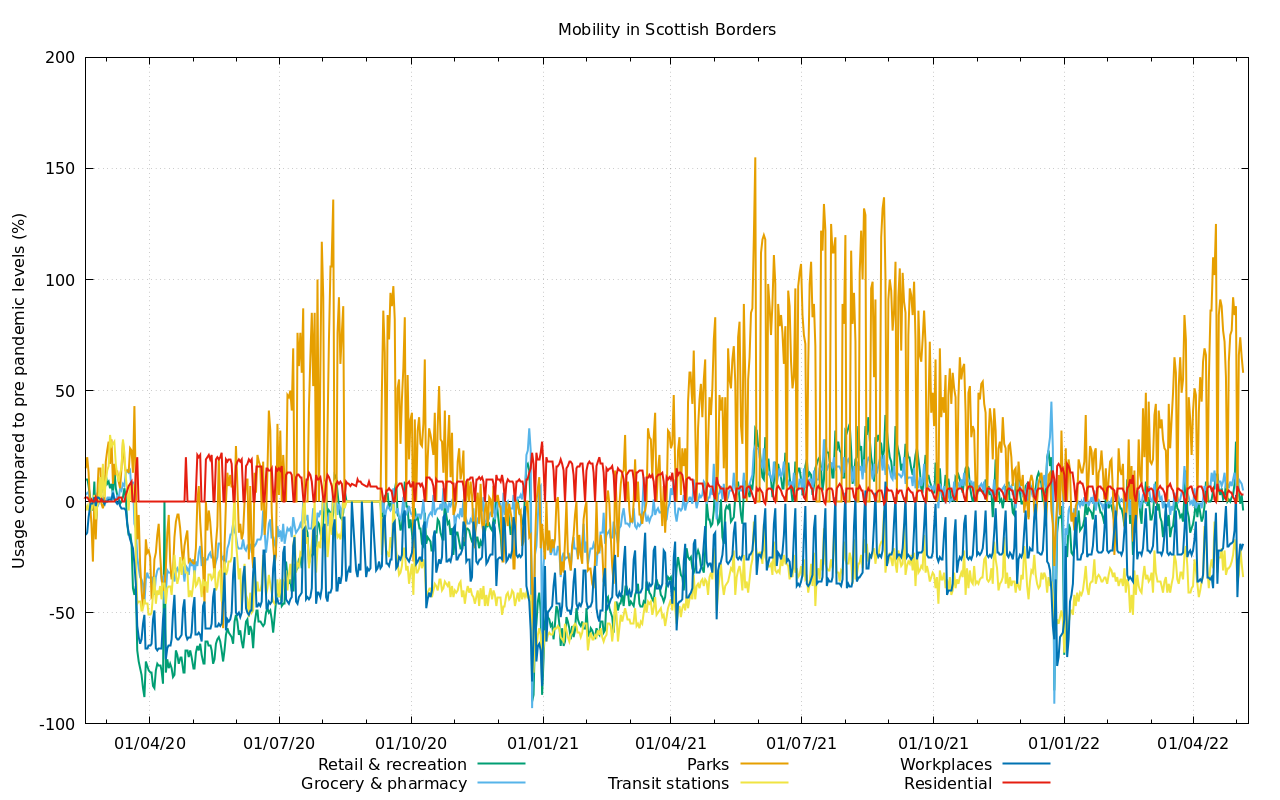 Mobility in Scottish Borders
Usage compared to pre pandemic levels (%)
200
150
100
50
0
-50
-100
01/04/20 01/07/20 01/10/20 01/01/21 01/04/21 01/07/21 01/10/21 01/01/22 01/04/22
Retail & recreation Parks Workplaces
Grocery & pharmacy Transit stations Residential